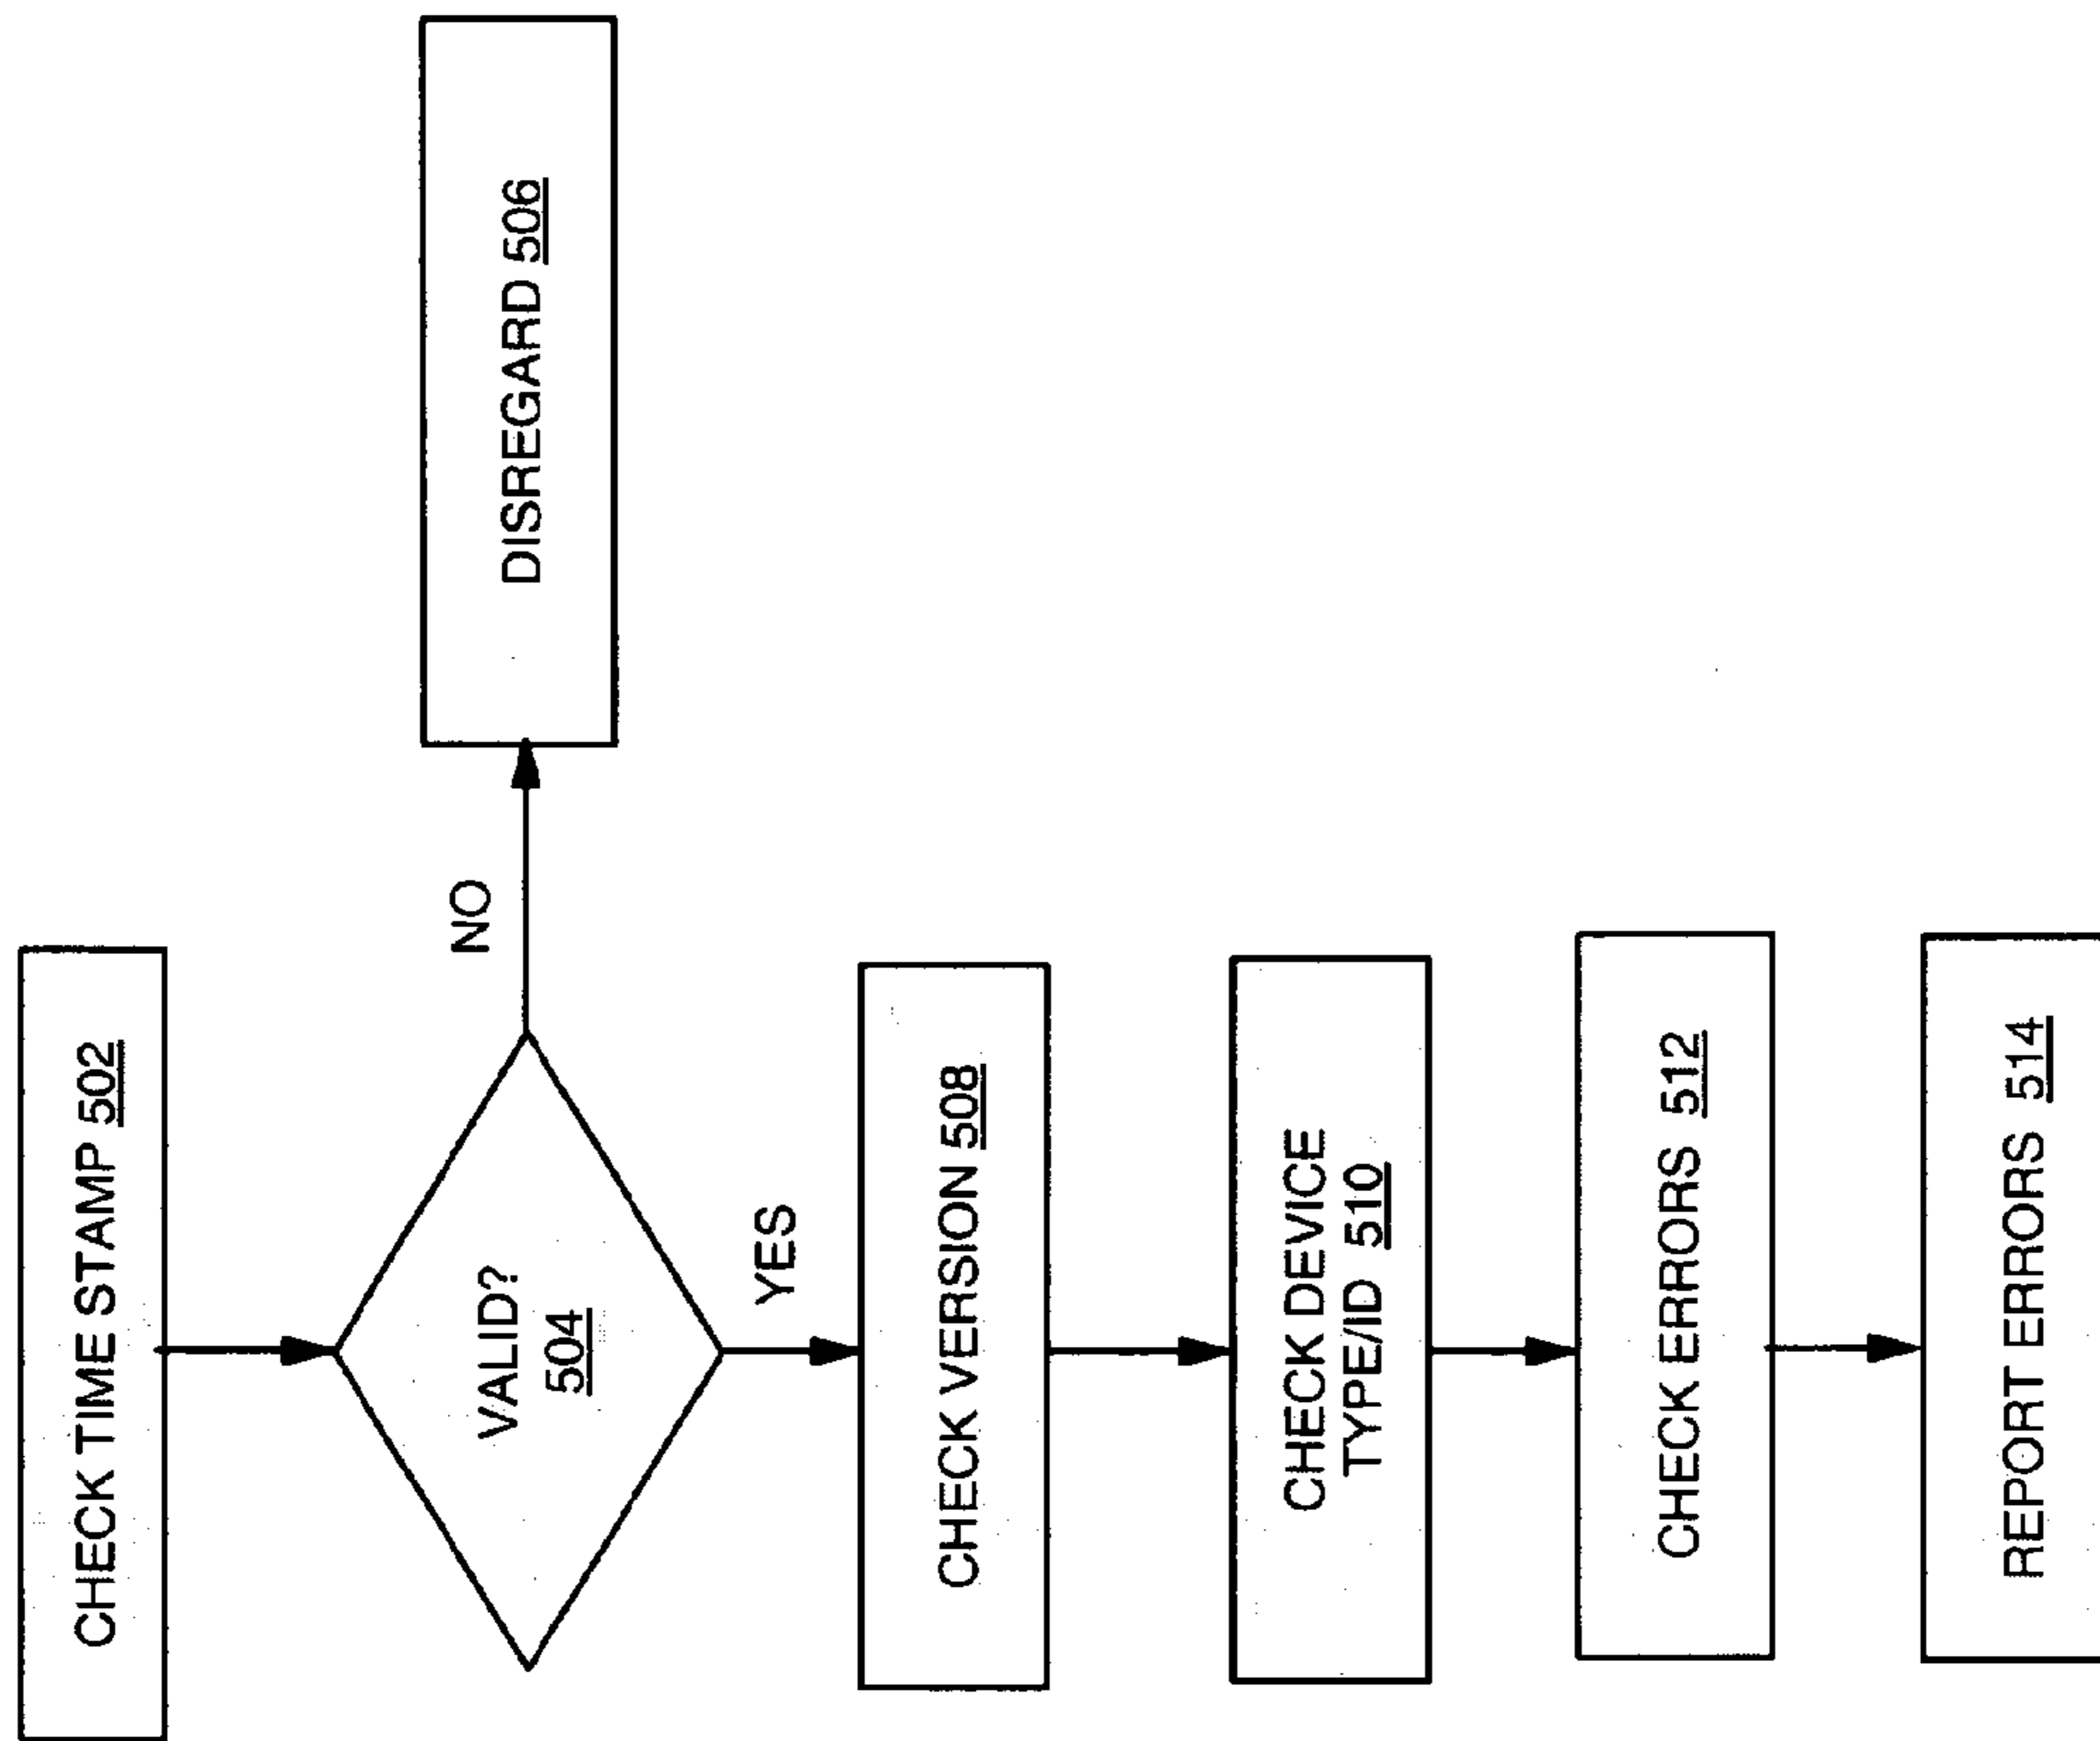 CHECK TIME STAMP 502
VALID?
504
NO
DISREGARD 506
YES
CHECK VERSION 508
CHECK DEVICE
TYPE/ID 510
CHECK ERRORS 512
REPORT ERRORS 514